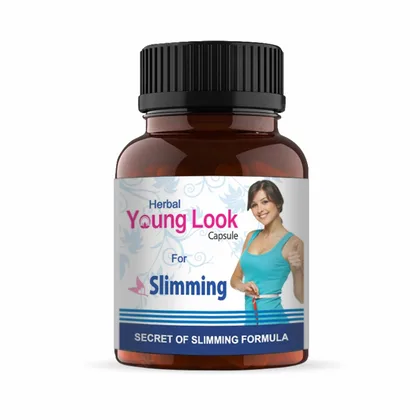 Herbal
Young Look
Capsule
For
Slimming
SECRET OF SLIMMING FORMULA